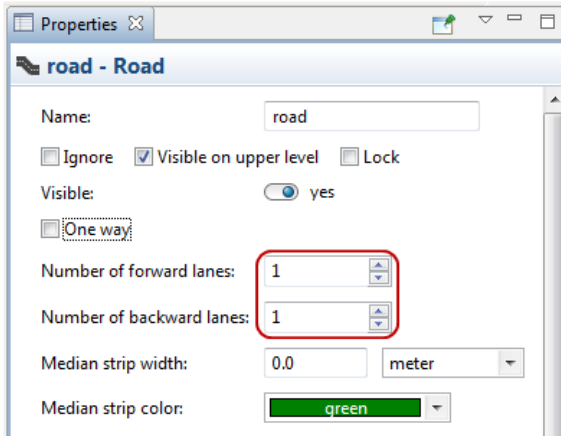 Properties
road - Road
Name: road
Ignore Visible on upper level Lock
Visible: yes
One way
Number of forward lanes: 1
Number of backward lanes: 1
Median strip width: 0.0 meter
Median strip color: green